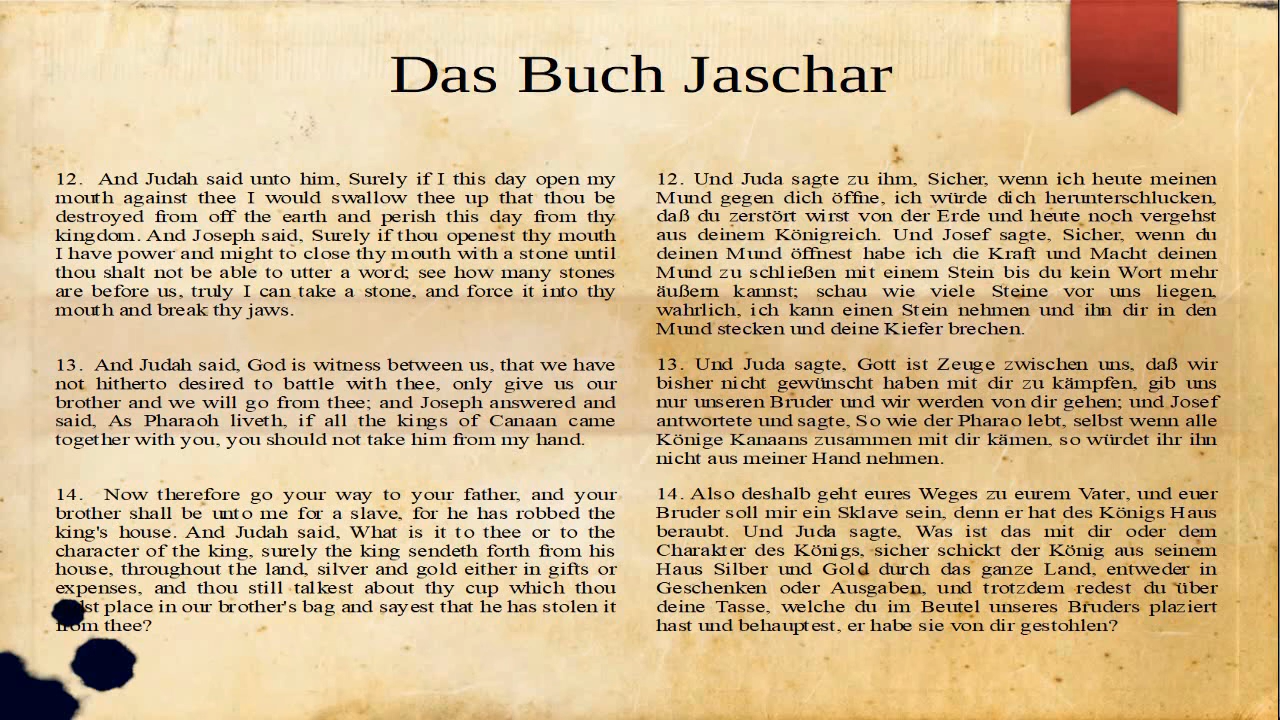 Das Buch Jaschar
12. And Judah said unto him, Surely if I this day open my
mouth against thee I would swallow thee up that thou be
destroyed from off the earth and perish this day from thy
kingdom. And Joseph said, Surely if thou openest thy mouth
I have power and might to close thy mouth with a stone until
thou shalt not be able to utter a word; see how many stones
are before us, truly I can take a stone, and force it into thy
mouth and break thy jaws.
13. And Judah said, God is witness between us, that we have
not hitherto desired to battle with thee, only give us our
brother and we will go from thee; and Joseph answered and
said, As Pharaoh liveth, if all the kings of Canaan came
together with you, you should not take him from my hand.
14. Now therefore go your way to your father, and your
brother shall be unto me for a slave, for he has robbed the
king's house. And Judah said, What is it to thee or to the
character of the king, surely the king sendeth forth from his
house, throughout the land, silver and gold either in gifts or
expenses, and thou still talkest about thy cup which thou
place in our brother's bag and sayest that he has stolen it
from thee?
12. Und Juda sagte zu ihm, Sicher, wenn ich heute meinen
Mund gegen dich öffne, ich würde dich herunterschlucken,
daß du zerstört wirst von der Erde und heute noch vergehst
aus deinem Königreich. Und Josef sagte, Sicher, wenn du
deinen Mund öffnest habe ich die Kraft und Macht deinen
Mund zu schließen mit einem Stein bis du kein Wort mehr
äußern kannst; schau wie viele Steine vor uns liegen,
wahrlich, ich kann einen Stein nehmen und ihn dir in den
Mund stecken und deine Kiefer brechen.
13. Und Juda sagte, Gott ist Zeuge zwischen uns, daß wir
bisher nicht gewünscht haben mit dir zu kämpfen, gib uns
nur unseren Bruder und wir werden von dir gehen; und Josef
antwortete und sagte, So wie der Pharao lebt, selbst wenn alle
Könige Kanaans zusammen mit dir kämen, so würdet ihr ihn
nicht aus meiner Hand nehmen.
14. Also deshalb geht eures Weges zu eurem Vater, und euer
Bruder soll mir ein Sklave sein, denn er hat des Königs Haus
beraubt. Und Juda sagte, Was ist das mit dir oder dem
Charakter des Königs, sicher schickt der König aus seinem
Haus Silber und Gold durch das ganze Land, entweder in
Geschenken oder Ausgaben, und trotzdem redest du über
deine Tasse, welche du im Beutel unseres Bruders plaziert
hast und behauptest, er habe sie von dir gestohlen?